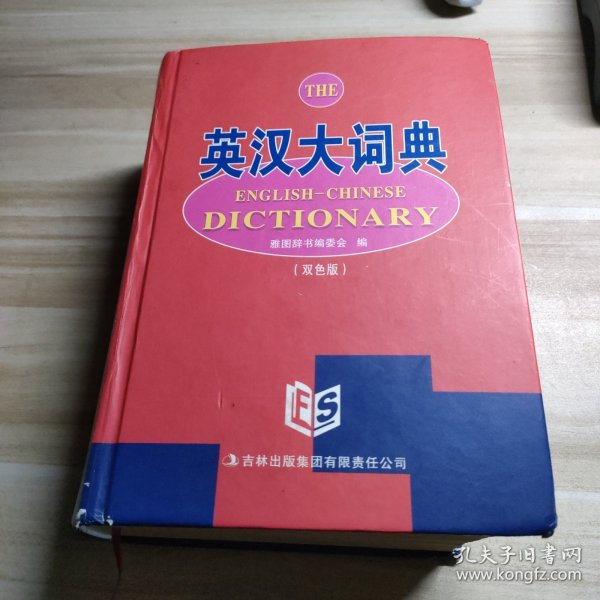 THE
英汉大词典
ENGLISH-CHINESE
DICTIONARY
雅图辞书编委会 编
（双色版）
FS
吉林出版集团有限责任公司
孔夫子旧书网
www.kongfz.com